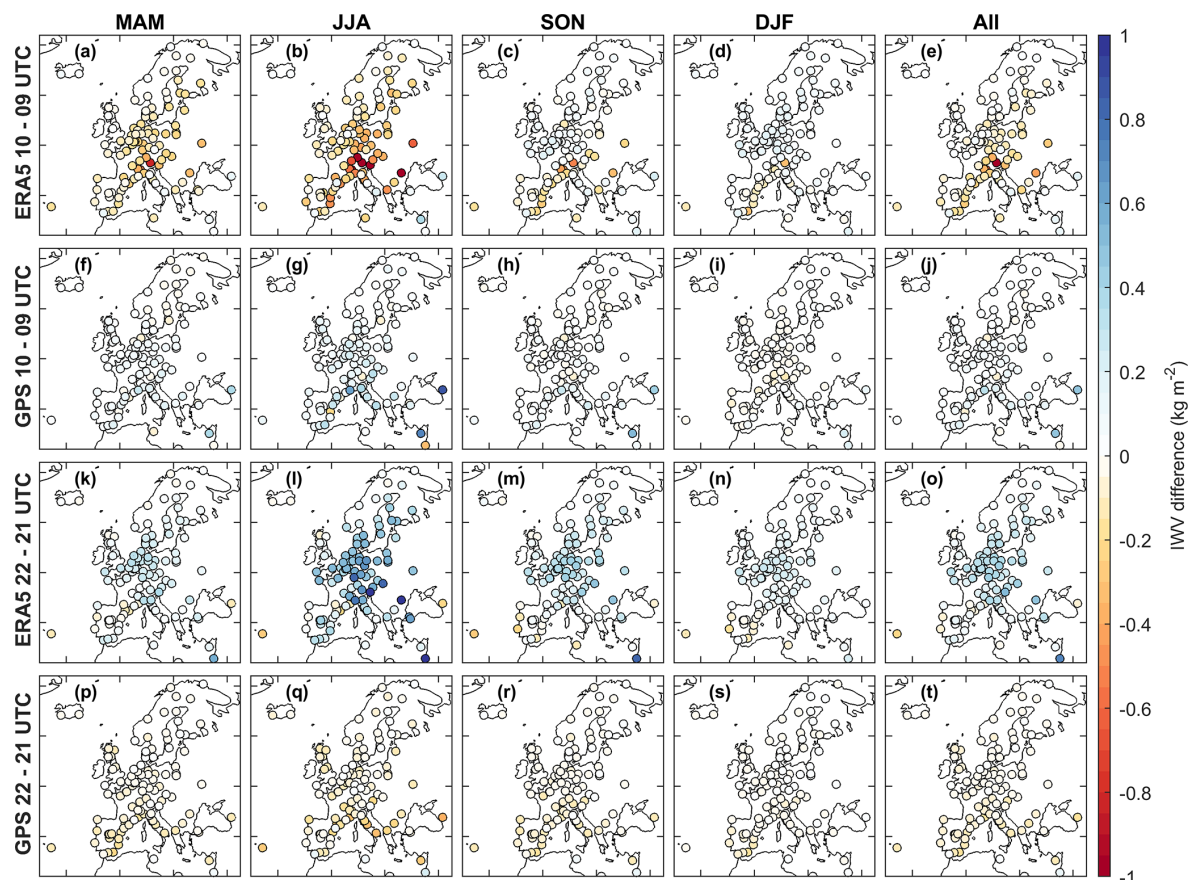 MAM JJA SON DJF All
ERA5 10 - 09 UTC
(a) (b) (c) (d) (e)
GPS 10 - 09 UTC
(f) (g) (h) (i) (j)
ERA5 22 - 21 UTC
(k) (l) (m) (n) (o)
GPS 22 - 21 UTC
(p) (q) (r) (s) (t)
1
0.8
0.6
0.4
0.2
0
-0.2
-0.4
-0.6
-0.8
-1
IWV difference (kg m-2)